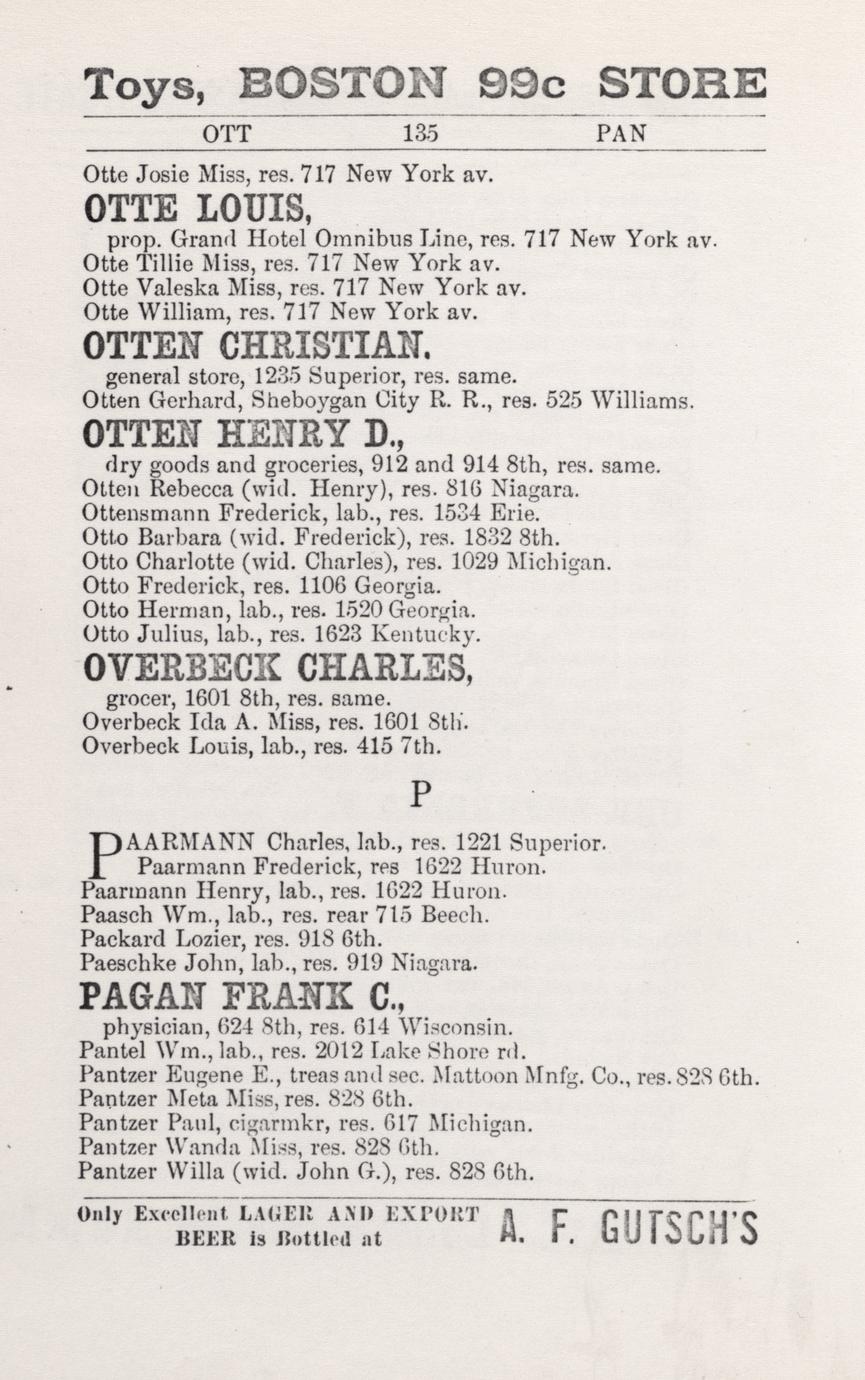 Toys, BOSTON 99c STORE
OTT 135 PAN
Otte Josie Miss, res. 717 New York av.
OTTE LOUIS,
prop. Grand Hotel Omnibus Line, res. 717 New York av.
Otte Tillie Miss, res. 717 New York av.
Otte Valeska Miss, res. 717 New York av.
Otte William, res. 717 New York av.
OTTEN CHRISTIAN.
general store, 1235 Superior, res. same.
Otten Gerhard, Sheboygan City R. R., res. 525 Williams.
OTTEN HENRY D.,
dry goods and groceries, 912 and 914 8th, res. same.
Otten Rebecca (wid. Henry), res. 816 Niagara.
Ottensmann Frederick, lab., res. 1534 Erie.
Otto Barbara (wid. Frederick), res. 1832 8th.
Otto Charlotte (wid. Charles), res. 1029 Michigan.
Otto Frederick, res. 1106 Georgia.
Otto Herman, lab., res. 1520 Georgia.
Otto Julius, lab., res. 1623 Kentucky.
OVERBECK CHARLES,
grocer, 1601 8th, res. same.
Overbeck Ida A. Miss, res. 1601 8th.
Overbeck Louis, lab., res. 415 7th.
P
PAARMANN Charles, lab., res. 1221 Superior.
Paarmann Frederick, res 1622 Huron.
Paarmann Henry, lab., res. 1622 Huron.
Paasch Wm., lab., res. rear 715 Beech.
Packard Lozier, res. 918 6th.
Paeschke John, lab., res. 919 Niagara.
PAGAN FRANK C.,
physician, 624 8th, res. 614 Wisconsin.
Pantel Wm., lab., res. 2012 Lake Shore rd.
Pantzer Eugene E., treas and sec. Mattoon Mnfg. Co., res. 828 6th.
Pantzer Meta Miss, res. 828 6th.
Pantzer Paul, cigarmkr, res. 617 Michigan.
Pantzer Wanda Miss, res. 828 6th.
Pantzer Willa (wid. John G.), res. 828 6th.
Only Excellent LAGER AND EXPORT
BEER is Bottled at A. F. GUTSCH'S